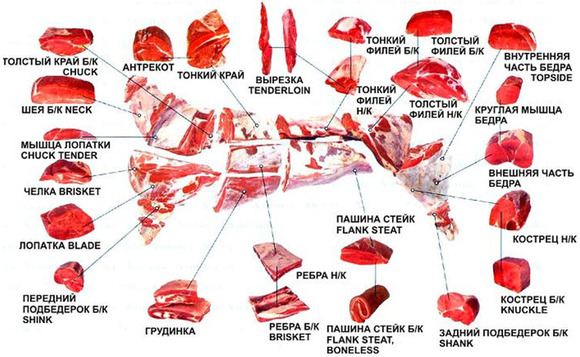 ТОЛСТЫЙ КРАЙ Б/К
CHUCK
АНТРЕКОТ
ТОНКИЙ КРАЙ
ВЫРЕЗКА
TENDERLOIN
ТОНКИЙ
ФИЛЕЙ Б/К
ТОЛСТЫЙ
ФИЛЕЙ Б/К
ВНУТРЕННЯЯ
ЧАСТЬ БЕДРА
TOPSIDE
ШЕЯ Б/К NECK
ТОНКИЙ
ФИЛЕЙ
Н/К
ТОЛСТЫЙ
ФИЛЕЙ Н/К
КРУГЛАЯ МЫШЦА
БЕДРА
МЫШЦА ЛОПАТКИ
CHUCK TENDER
ВНЕШНЯЯ ЧАСТЬ
БЕДРА
ЧЕЛКА BRISKET
ЛОПАТКА BLADE
ПАШИНА СТЕЙК
FLANK STEAT
КОСТРЕЦ Н/К
ПЕРЕДНИЙ
ПОДБЕДЕРОК Б/К
SHINK
ГРУДИНКА
РЕБРА Н/К
РЕБРА Б/К
BRISKET
ПАШИНА СТЕЙК Б/К
FLANK STEAT,
BONELESS
КОСТРЕЦ Б/К
KNUCKLE
ЗАДНИЙ ПОДБЕДЕРОК Б/К
SHANK